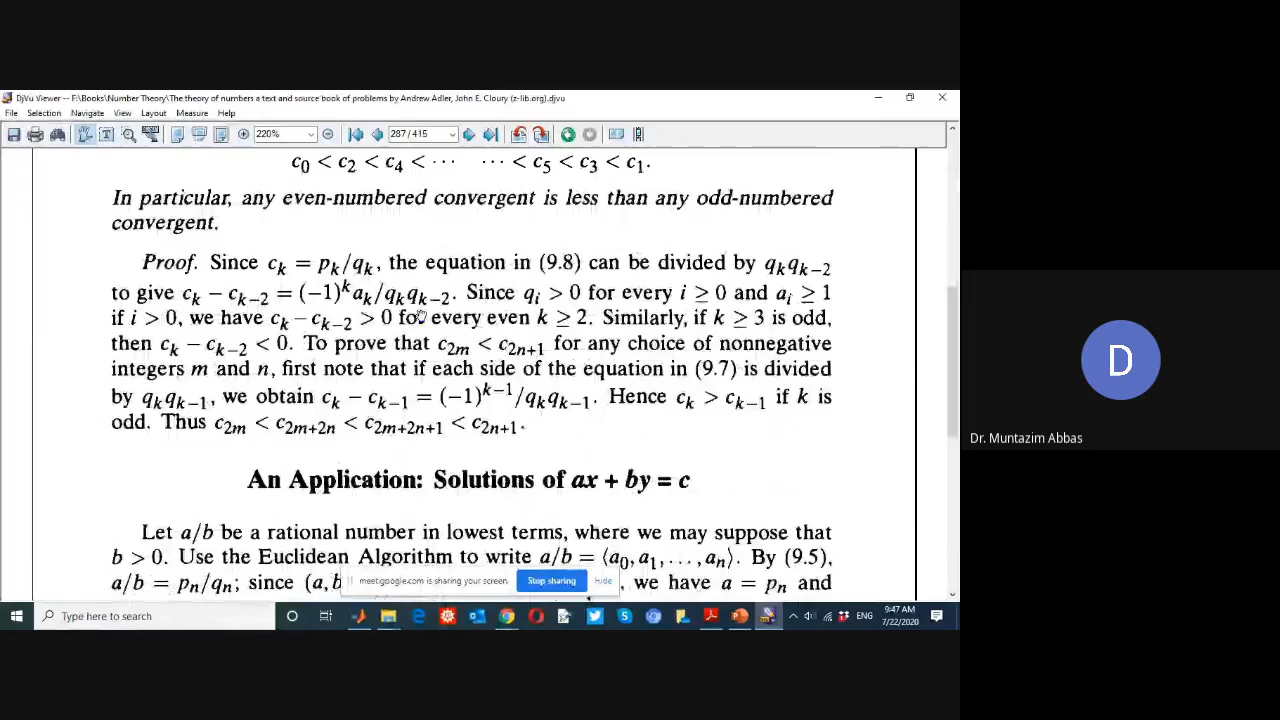 DjVu Viewer -- F:\Books\Number Theory\The theory of numbers a text and source book of problems by Andrew Adler, John E. Cloury (z-lib.org).djvu
File Selection Navigate View Layout Measure Help
220% 287 / 415
c₀ < c₂ < c₄ < ⋯ ⋯ < c₅ < c₃ < c₁.
In particular, any even-numbered convergent is less than any odd-numbered
convergent.
Proof. Since cₖ = pₖ/qₖ, the equation in (9.8) can be divided by qₖqₖ₋₂
to give cₖ − cₖ₋₂ = (−1)ᵏaₖ/qₖqₖ₋₂. Since qᵢ > 0 for every i ≥ 0 and aᵢ ≥ 1
if i > 0, we have cₖ − cₖ₋₂ > 0 for every even k ≥ 2. Similarly, if k ≥ 3 is odd,
then cₖ − cₖ₋₂ < 0. To prove that c₂ₘ < c₂ₙ₊₁ for any choice of nonnegative
integers m and n, first note that if each side of the equation in (9.7) is divided
by qₖqₖ₋₁, we obtain cₖ − cₖ₋₁ = (−1)ᵏ⁻¹/qₖqₖ₋₁. Hence cₖ > cₖ₋₁ if k is
odd. Thus c₂ₘ < c₂ₘ₊₂ₙ < c₂ₘ₊₂ₙ₊₁ < c₂ₙ₊₁.
An Application: Solutions of ax + by = c
Let a/b be a rational number in lowest terms, where we may suppose that
b > 0. Use the Euclidean Algorithm to write a/b = ⟨a₀, a₁, . . . , aₙ⟩. By (9.5),
a/b = pₙ/qₙ; since (a, b , we have a = pₙ and
meet.google.com is sharing your screen. Stop sharing Hide
Type here to search
ENG
9:47 AM
7/22/2020
D
Dr. Muntazim Abbas